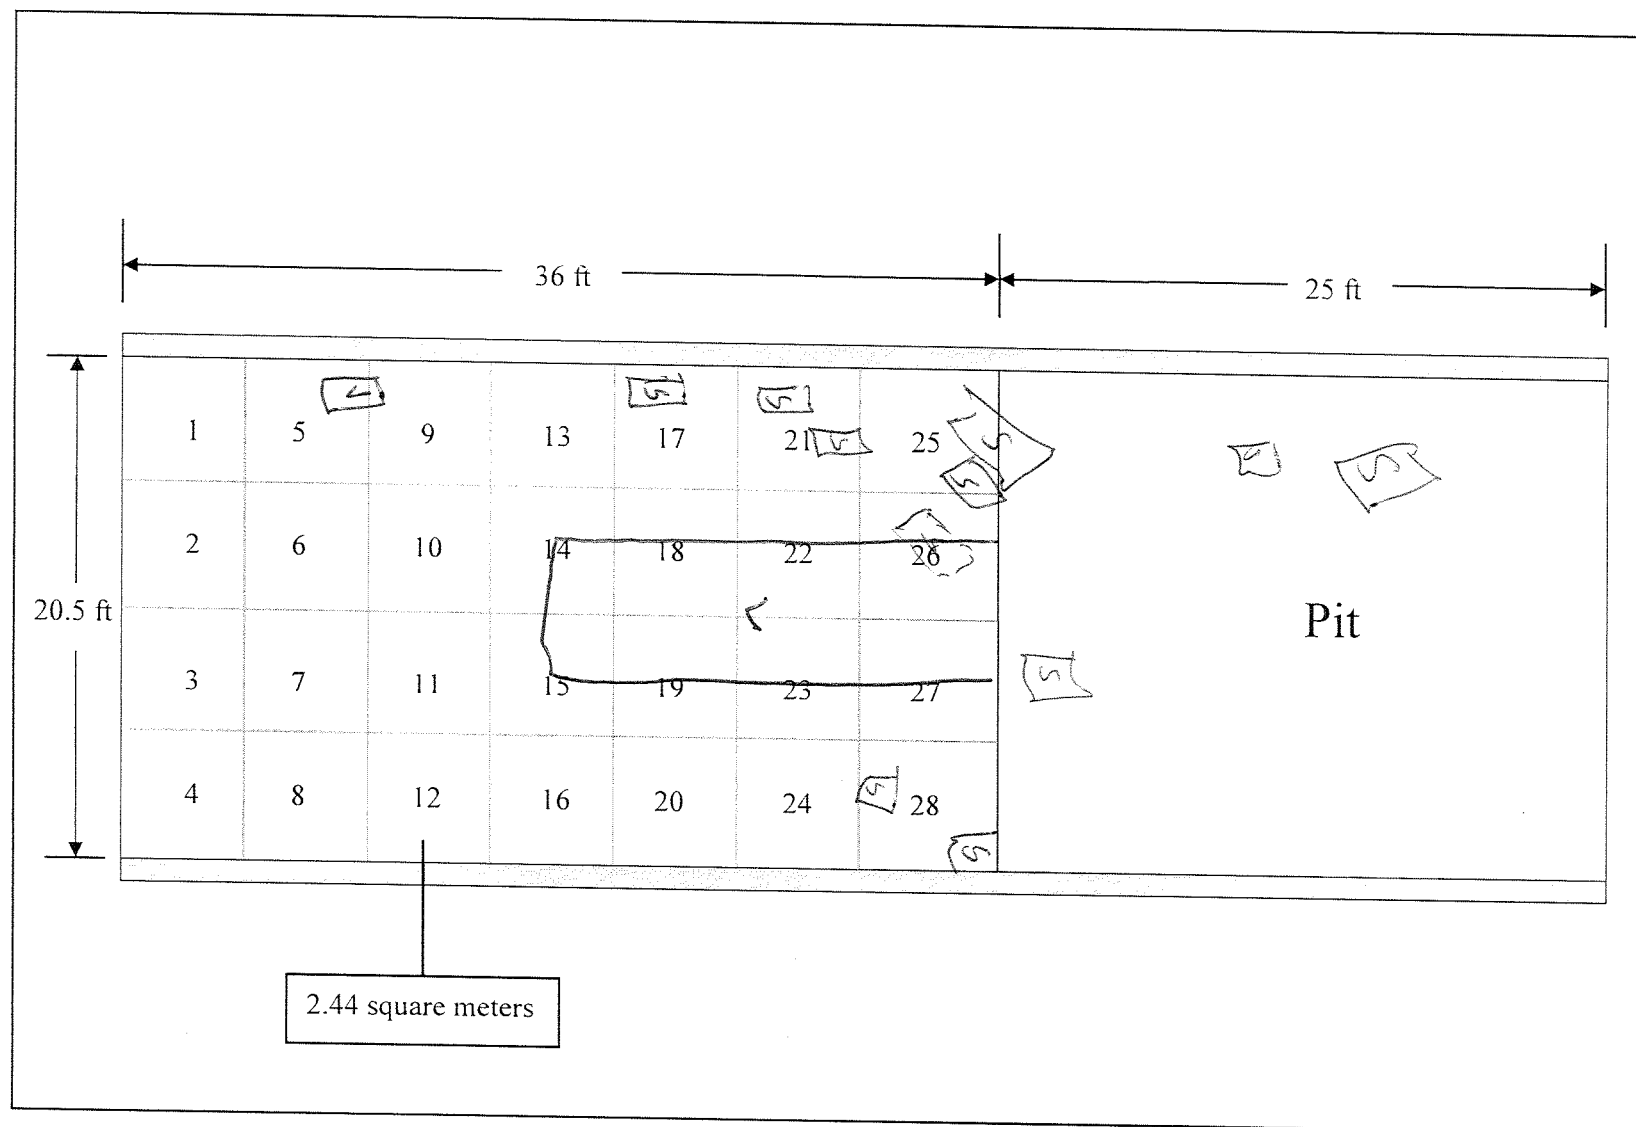 36 ft
25 ft
20.5 ft
1 5 9 13 17 21 25
2 6 10 14 18 22 26
3 7 11 15 19 23 27
4 8 12 16 20 24 28
S S S S S S S S S
Pit
2.44 square meters